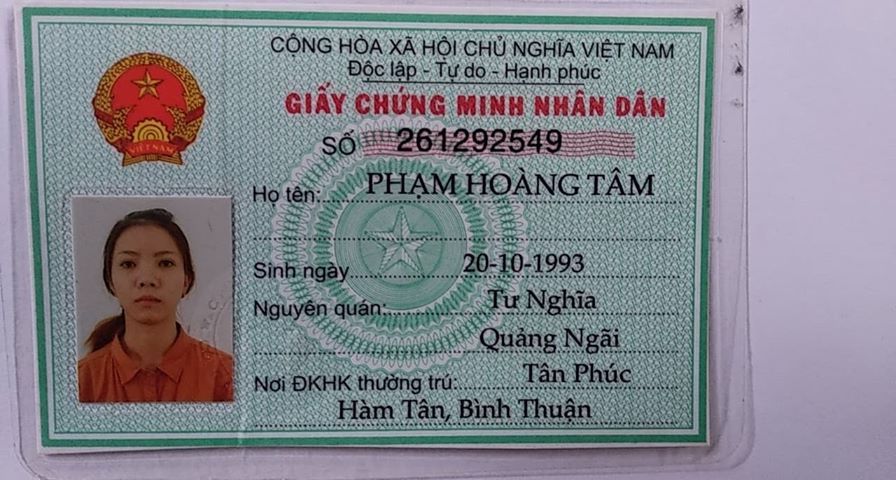 CỘNG HÒA XÃ HỘI CHỦ NGHĨA VIỆT NAM
Độc lập - Tự do - Hạnh phúc
GIẤY CHỨNG MINH NHÂN DÂN
SỐ 261292549
Họ tên: PHẠM HOÀNG TÂM
Sinh ngày 20-10-1993
Nguyên quán: Tư Nghĩa
Quảng Ngãi
Nơi ĐKHK thường trú: Tân Phúc
Hàm Tân, Bình Thuận
VIỆT NAM